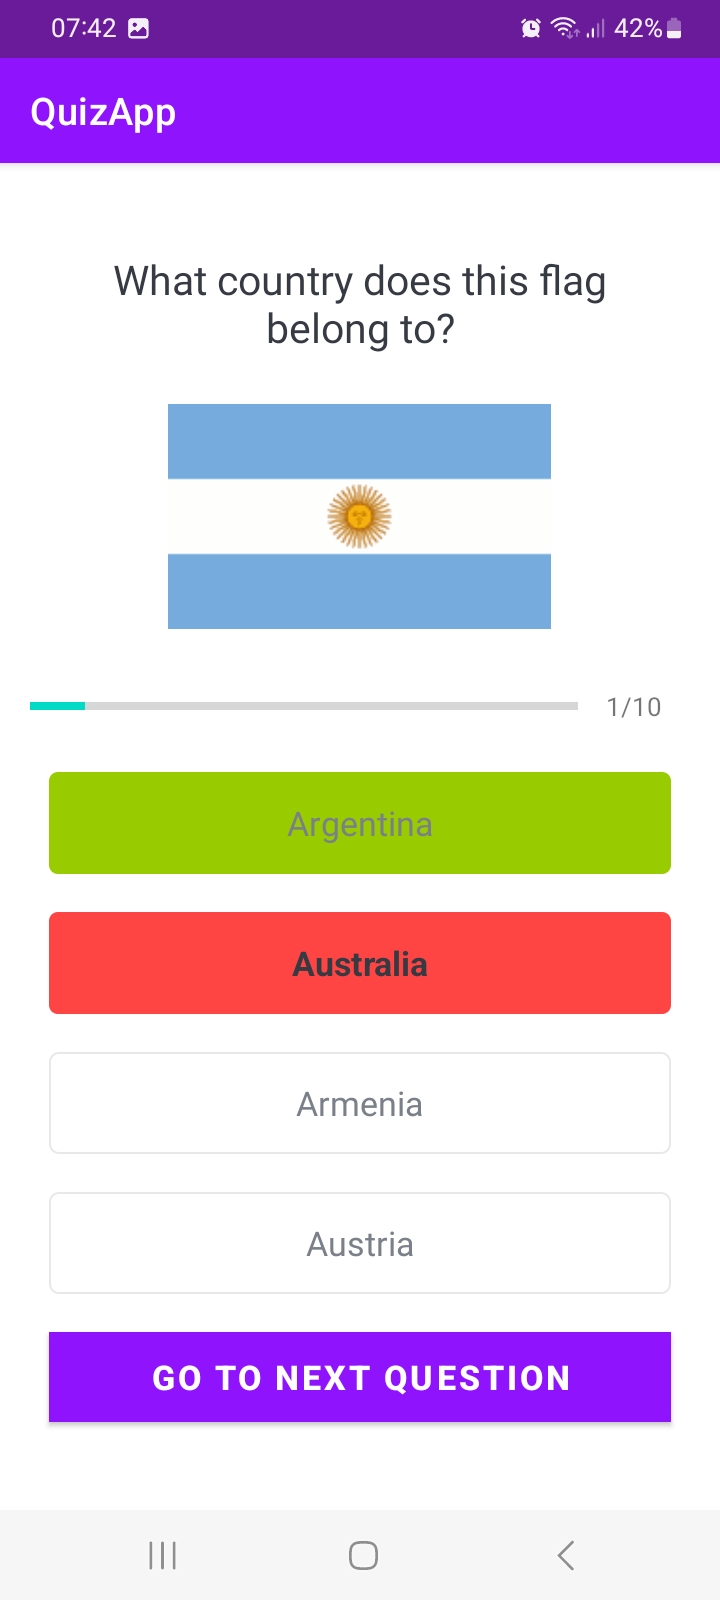 07:42 42%
QuizApp
What country does this flag
belong to?
1/10
Argentina
Australia
Armenia
Austria
GO TO NEXT QUESTION